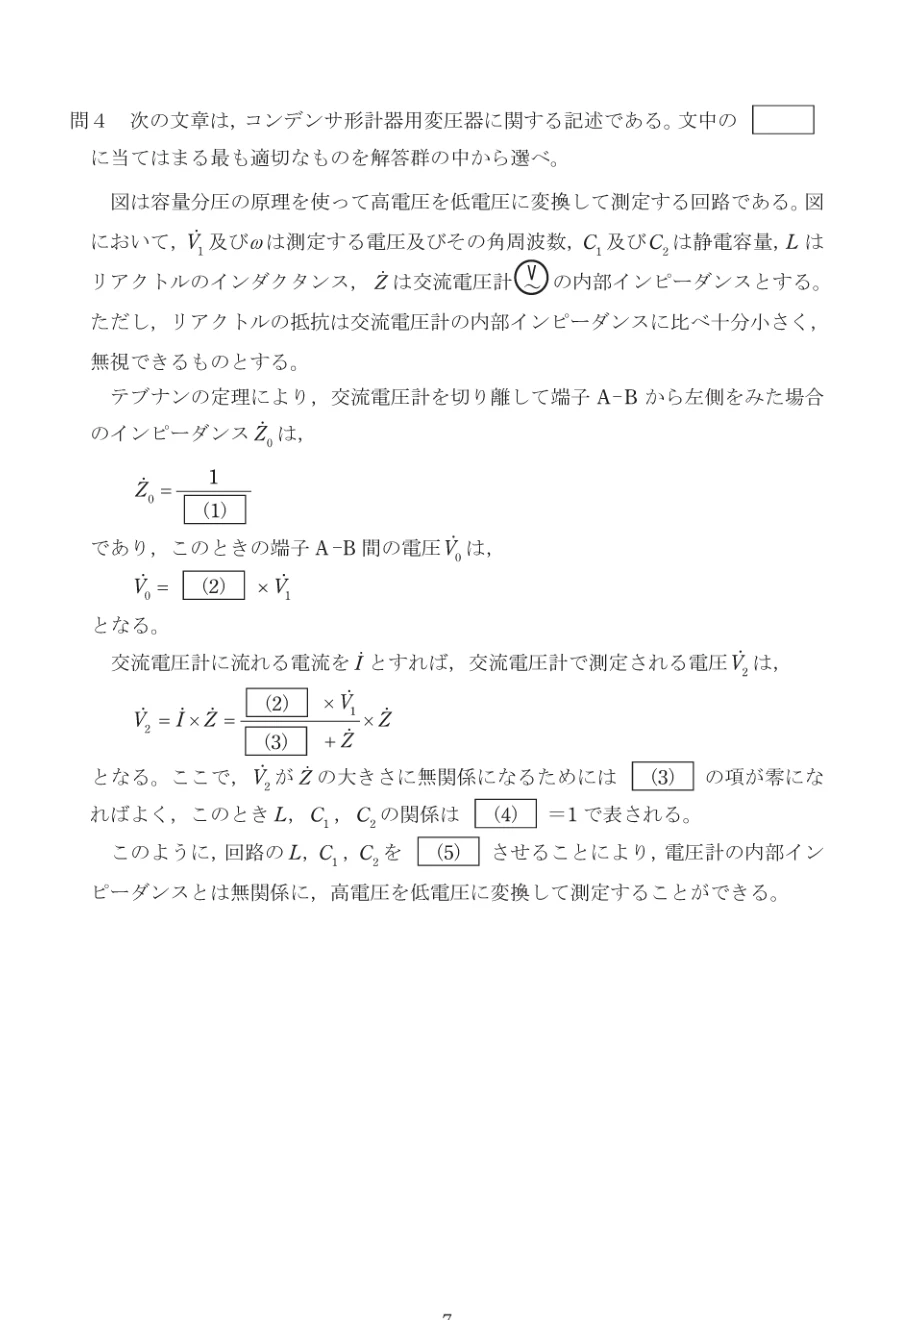 問４　次の文章は，コンデンサ形計器用変圧器に関する記述である。文中の
に当てはまる最も適切なものを解答群の中から選べ。
図は容量分圧の原理を使って高電圧を低電圧に変換して測定する回路である。図
において，V̇₁及びωは測定する電圧及びその角周波数，C₁及びC₂は静電容量，Lは
リアクトルのインダクタンス，Żは交流電圧計Ⓥの内部インピーダンスとする。
ただし，リアクトルの抵抗は交流電圧計の内部インピーダンスに比べ十分小さく，
無視できるものとする。
テブナンの定理により，交流電圧計を切り離して端子 A-B から左側をみた場合
のインピーダンスŻ₀は，
Ż₀ = 1 / (1)
であり，このときの端子 A-B 間の電圧V̇₀は，
V̇₀ = (2) × V̇₁
となる。
交流電圧計に流れる電流をİとすれば，交流電圧計で測定される電圧V̇₂は，
V̇₂ = İ × Ż = (2) × V̇₁ / (3) + Ż × Ż
となる。ここで，V̇₂がŻの大きさに無関係になるためには (3) の項が零にな
ればよく，このときL，C₁，C₂の関係は (4) ＝1で表される。
このように，回路のL，C₁，C₂を (5) させることにより，電圧計の内部イン
ピーダンスとは無関係に，高電圧を低電圧に変換して測定することができる。
7